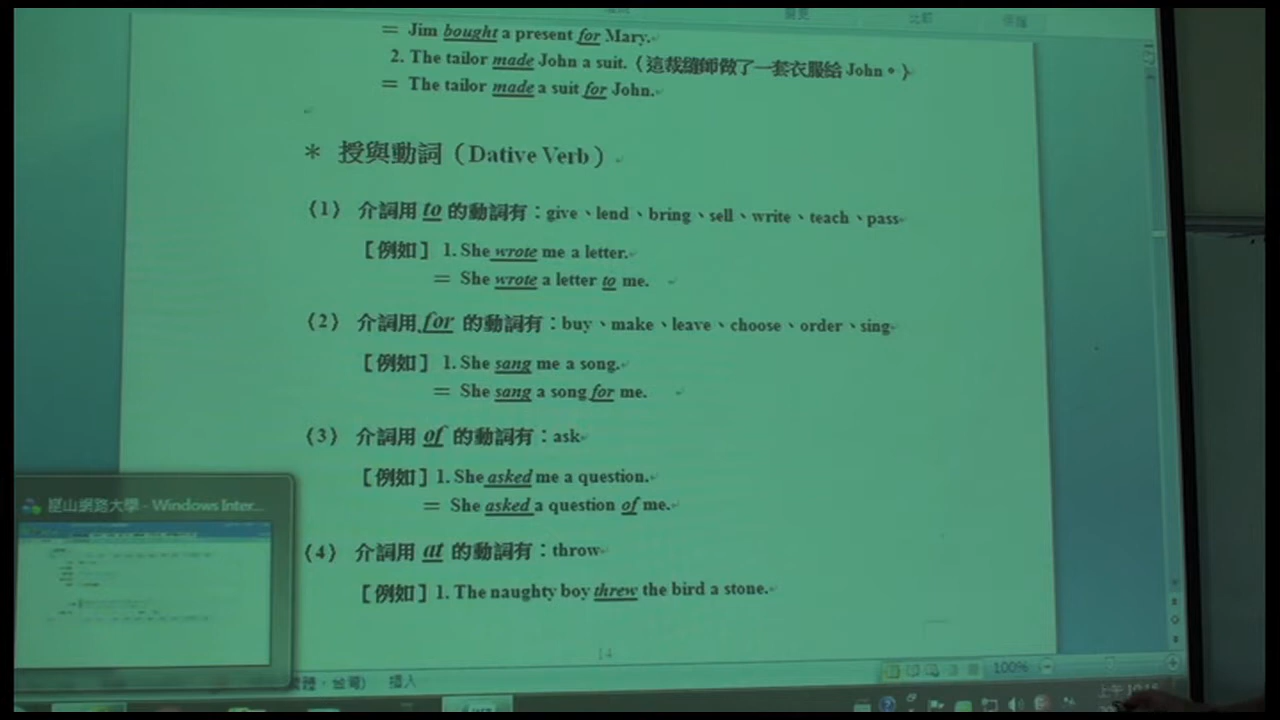 = Jim bought a present for Mary.
2. The tailor made John a suit.（這裁縫師做了一套衣服給 John。）
= The tailor made a suit for John.
＊ 授與動詞（Dative Verb）
（1） 介詞用 to 的動詞有：give、lend、bring、sell、write、teach、pass
［例如］ 1. She wrote me a letter.
= She wrote a letter to me.
（2） 介詞用 for 的動詞有：buy、make、leave、choose、order、sing
［例如］ 1. She sang me a song.
= She sang a song for me.
（3） 介詞用 of 的動詞有：ask
［例如］1. She asked me a question.
= She asked a question of me.
（4） 介詞用 at 的動詞有：throw
［例如］1. The naughty boy threw the bird a stone.
14
崑山網路大學 - Windows Inter...
插入
100%